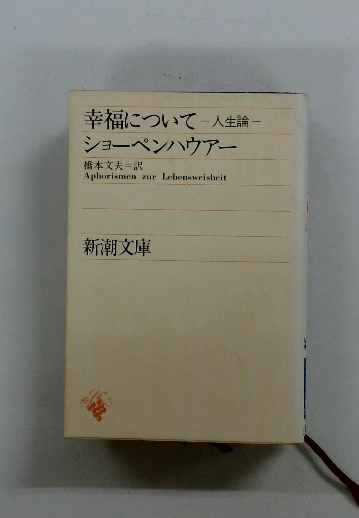 幸福について－人生論－
ショーペンハウアー
橋本文夫＝訳
Aphorismen zur Lebensweisheit
新潮文庫